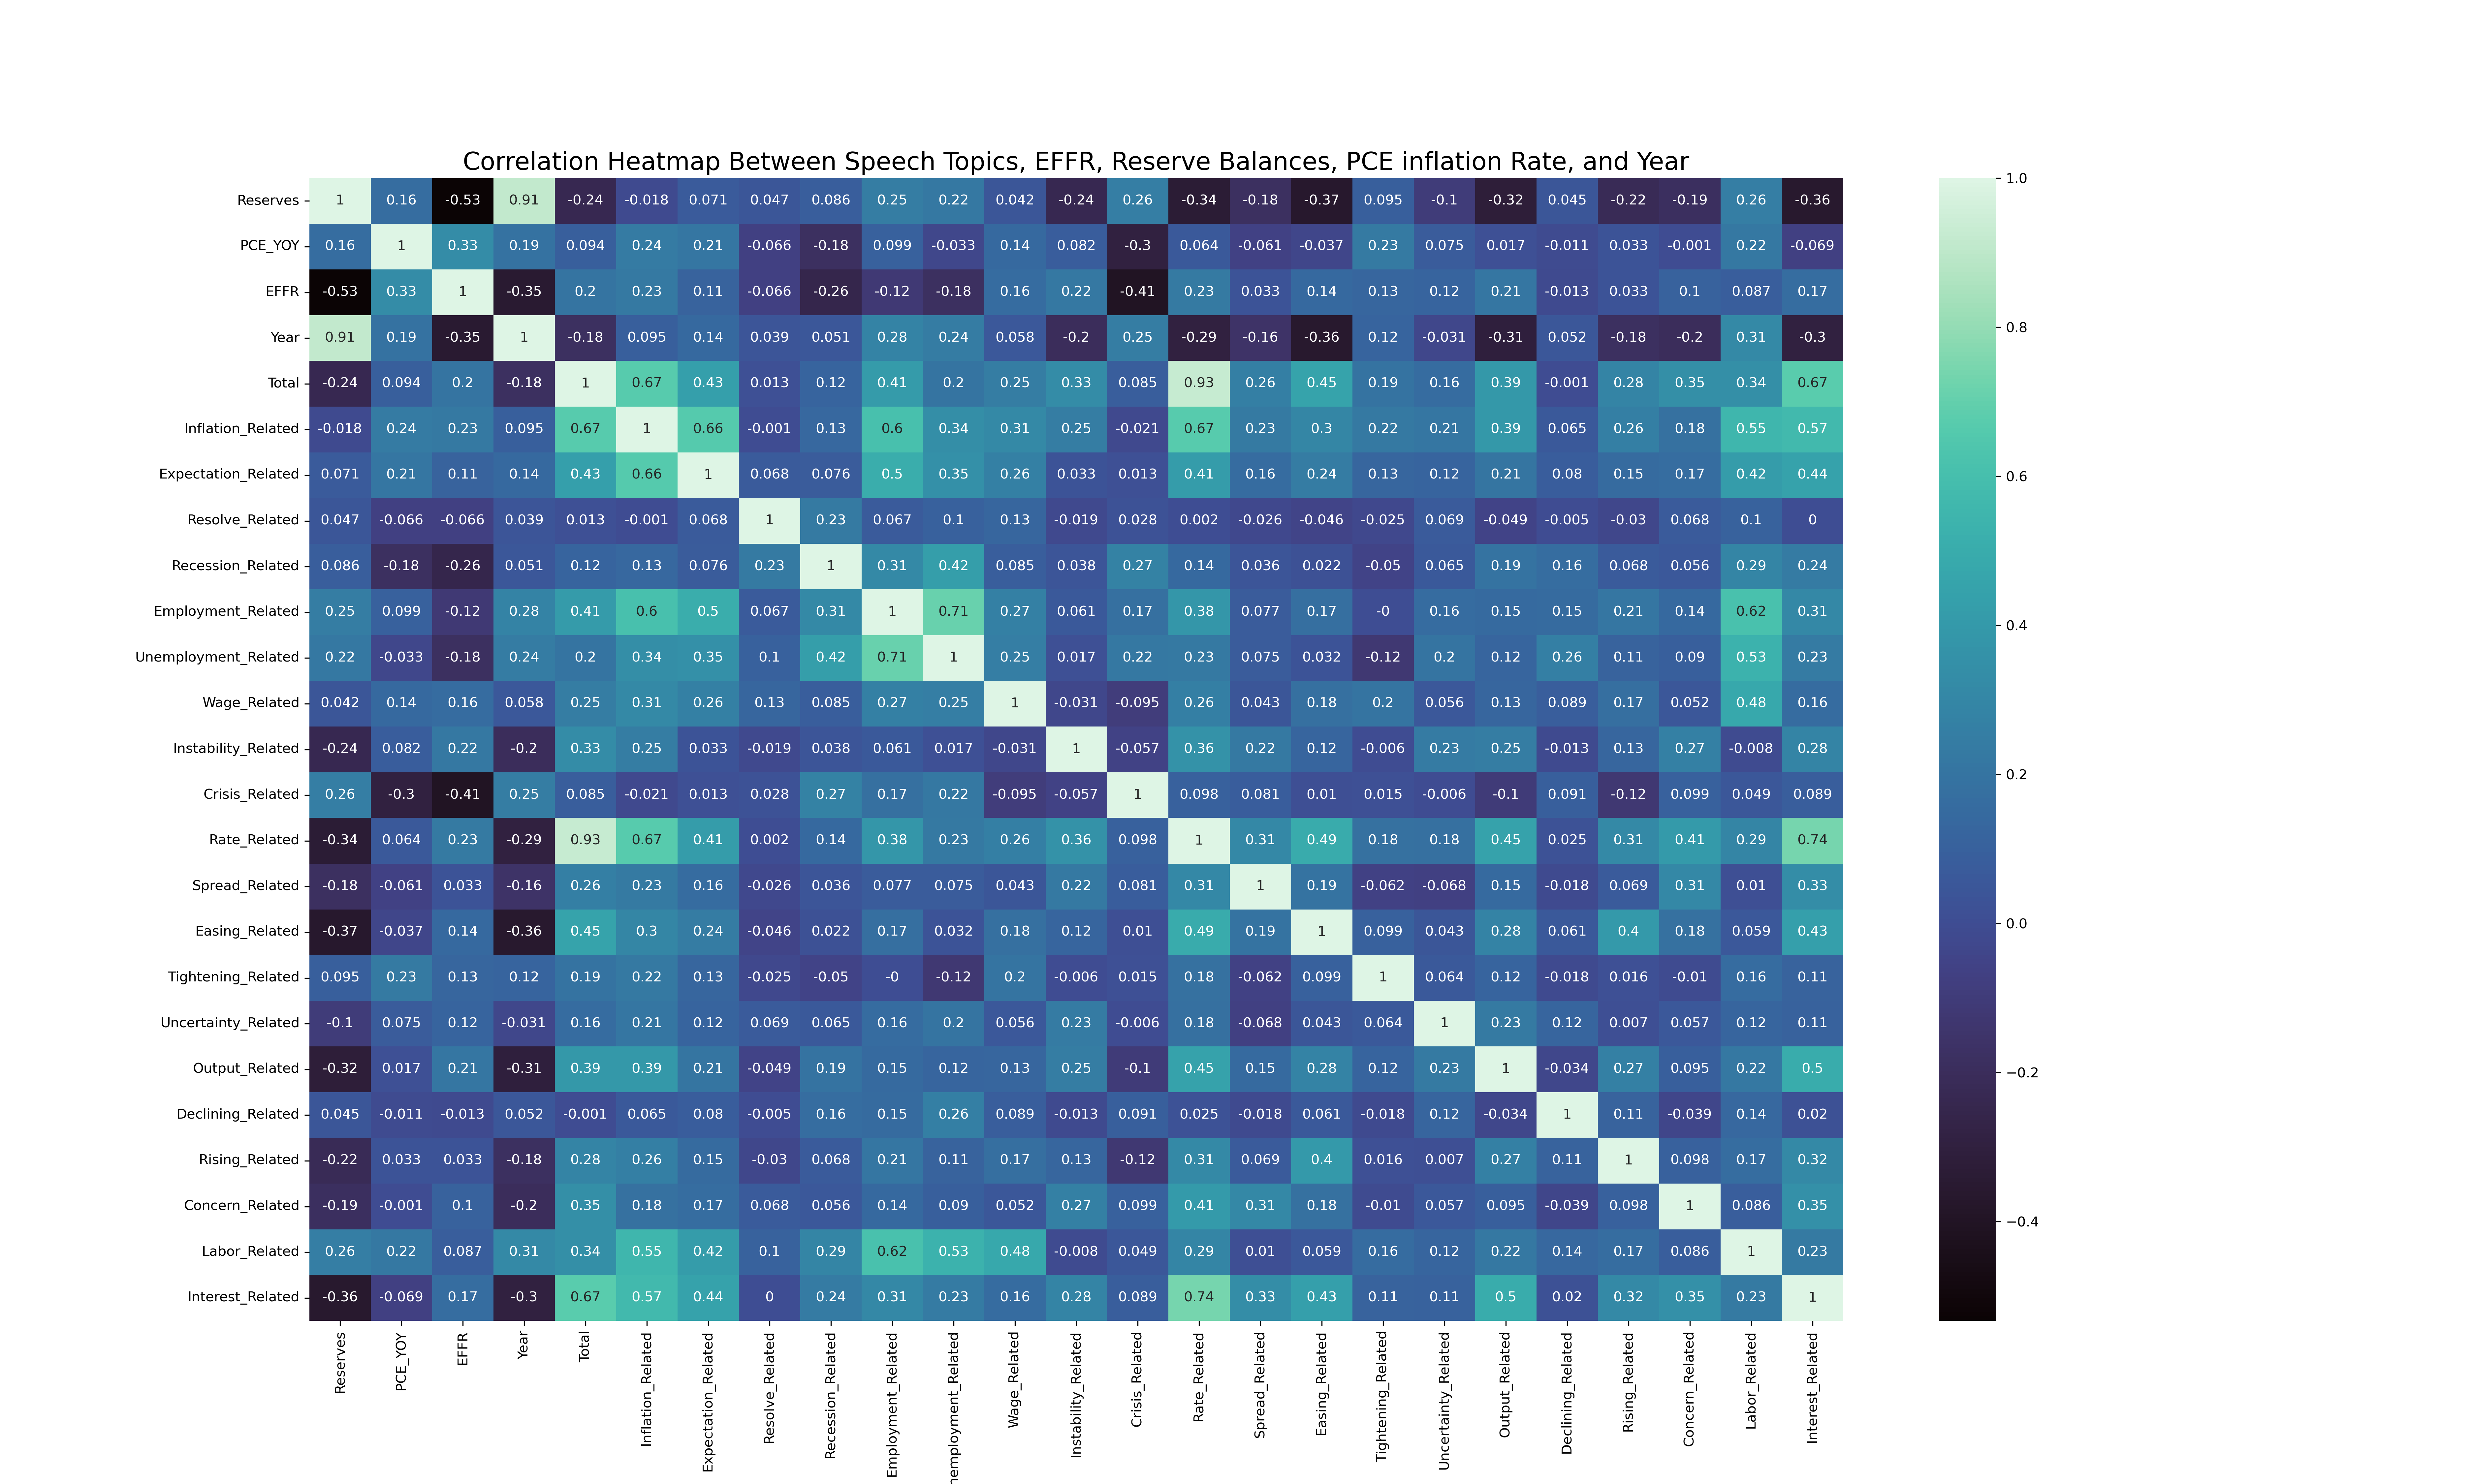 Correlation Heatmap Between Speech Topics, EFFR, Reserve Balances, PCE inflation Rate, and Year
Reserves 1 0.16 -0.53 0.91 -0.24 -0.018 0.071 0.047 0.086 0.25 0.22 0.042 -0.24 0.26 -0.34 -0.18 -0.37 0.095 -0.1 -0.32 0.045 -0.22 -0.19 0.26 -0.36
PCE_YOY 0.16 1 0.33 0.19 0.094 0.24 0.21 -0.066 -0.18 0.099 -0.033 0.14 0.082 -0.3 0.064 -0.061 -0.037 0.23 0.075 0.017 -0.011 0.033 -0.001 0.22 -0.069
EFFR -0.53 0.33 1 -0.35 0.2 0.23 0.11 -0.066 -0.26 -0.12 -0.18 0.16 0.22 -0.41 0.23 0.033 0.14 0.13 0.12 0.21 -0.013 0.033 0.1 0.087 0.17
Year 0.91 0.19 -0.35 1 -0.18 0.095 0.14 0.039 0.051 0.28 0.24 0.058 -0.2 0.25 -0.29 -0.16 -0.36 0.12 -0.031 -0.31 0.052 -0.18 -0.2 0.31 -0.3
Total -0.24 0.094 0.2 -0.18 1 0.67 0.43 0.013 0.12 0.41 0.2 0.25 0.33 0.085 0.93 0.26 0.45 0.19 0.16 0.39 -0.001 0.28 0.35 0.34 0.67
Inflation_Related -0.018 0.24 0.23 0.095 0.67 1 0.66 -0.001 0.13 0.6 0.34 0.31 0.25 -0.021 0.67 0.23 0.3 0.22 0.21 0.39 0.065 0.26 0.18 0.55 0.57
Expectation_Related 0.071 0.21 0.11 0.14 0.43 0.66 1 0.068 0.076 0.5 0.35 0.26 0.033 0.013 0.41 0.16 0.24 0.13 0.12 0.21 0.08 0.15 0.17 0.42 0.44
Resolve_Related 0.047 -0.066 -0.066 0.039 0.013 -0.001 0.068 1 0.23 0.067 0.1 0.13 -0.019 0.028 0.002 -0.026 -0.046 -0.025 0.069 -0.049 -0.005 -0.03 0.068 0.1 0
Recession_Related 0.086 -0.18 -0.26 0.051 0.12 0.13 0.076 0.23 1 0.31 0.42 0.085 0.038 0.27 0.14 0.036 0.022 -0.05 0.065 0.19 0.16 0.068 0.056 0.29 0.24
Employment_Related 0.25 0.099 -0.12 0.28 0.41 0.6 0.5 0.067 0.31 1 0.71 0.27 0.061 0.17 0.38 0.077 0.17 -0 0.16 0.15 0.15 0.21 0.14 0.62 0.31
Unemployment_Related 0.22 -0.033 -0.18 0.24 0.2 0.34 0.35 0.1 0.42 0.71 1 0.25 0.017 0.22 0.23 0.075 0.032 -0.12 0.2 0.12 0.26 0.11 0.09 0.53 0.23
Wage_Related 0.042 0.14 0.16 0.058 0.25 0.31 0.26 0.13 0.085 0.27 0.25 1 -0.031 -0.095 0.26 0.043 0.18 0.2 0.056 0.13 0.089 0.17 0.052 0.48 0.16
Instability_Related -0.24 0.082 0.22 -0.2 0.33 0.25 0.033 -0.019 0.038 0.061 0.017 -0.031 1 -0.057 0.36 0.22 0.12 -0.006 0.23 0.25 -0.013 0.13 0.27 -0.008 0.28
Crisis_Related 0.26 -0.3 -0.41 0.25 0.085 -0.021 0.013 0.028 0.27 0.17 0.22 -0.095 -0.057 1 0.098 0.081 0.01 0.015 -0.006 -0.1 0.091 -0.12 0.099 0.049 0.089
Rate_Related -0.34 0.064 0.23 -0.29 0.93 0.67 0.41 0.002 0.14 0.38 0.23 0.26 0.36 0.098 1 0.31 0.49 0.18 0.18 0.45 0.025 0.31 0.41 0.29 0.74
Spread_Related -0.18 -0.061 0.033 -0.16 0.26 0.23 0.16 -0.026 0.036 0.077 0.075 0.043 0.22 0.081 0.31 1 0.19 -0.062 -0.068 0.15 -0.018 0.069 0.31 0.01 0.33
Easing_Related -0.37 -0.037 0.14 -0.36 0.45 0.3 0.24 -0.046 0.022 0.17 0.032 0.18 0.12 0.01 0.49 0.19 1 0.099 0.043 0.28 0.061 0.4 0.18 0.059 0.43
Tightening_Related 0.095 0.23 0.13 0.12 0.19 0.22 0.13 -0.025 -0.05 -0 -0.12 0.2 -0.006 0.015 0.18 -0.062 0.099 1 0.064 0.12 -0.018 0.016 -0.01 0.16 0.11
Uncertainty_Related -0.1 0.075 0.12 -0.031 0.16 0.21 0.12 0.069 0.065 0.16 0.2 0.056 0.23 -0.006 0.18 -0.068 0.043 0.064 1 0.23 0.12 0.007 0.057 0.12 0.11
Output_Related -0.32 0.017 0.21 -0.31 0.39 0.39 0.21 -0.049 0.19 0.15 0.12 0.13 0.25 -0.1 0.45 0.15 0.28 0.12 0.23 1 -0.034 0.27 0.095 0.22 0.5
Declining_Related 0.045 -0.011 -0.013 0.052 -0.001 0.065 0.08 -0.005 0.16 0.15 0.26 0.089 -0.013 0.091 0.025 -0.018 0.061 -0.018 0.12 -0.034 1 0.11 -0.039 0.14 0.02
Rising_Related -0.22 0.033 0.033 -0.18 0.28 0.26 0.15 -0.03 0.068 0.21 0.11 0.17 0.13 -0.12 0.31 0.069 0.4 0.016 0.007 0.27 0.11 1 0.098 0.17 0.32
Concern_Related -0.19 -0.001 0.1 -0.2 0.35 0.18 0.17 0.068 0.056 0.14 0.09 0.052 0.27 0.099 0.41 0.31 0.18 -0.01 0.057 0.095 -0.039 0.098 1 0.086 0.35
Labor_Related 0.26 0.22 0.087 0.31 0.34 0.55 0.42 0.1 0.29 0.62 0.53 0.48 -0.008 0.049 0.29 0.01 0.059 0.16 0.12 0.22 0.14 0.17 0.086 1 0.23
Interest_Related -0.36 -0.069 0.17 -0.3 0.67 0.57 0.44 0 0.24 0.31 0.23 0.16 0.28 0.089 0.74 0.33 0.43 0.11 0.11 0.5 0.02 0.32 0.35 0.23 1
Reserves
PCE_YOY
EFFR
Year
Total
Inflation_Related
Expectation_Related
Resolve_Related
Recession_Related
Employment_Related
nemployment_Related
Wage_Related
Instability_Related
Crisis_Related
Rate_Related
Spread_Related
Easing_Related
Tightening_Related
Uncertainty_Related
Output_Related
Declining_Related
Rising_Related
Concern_Related
Labor_Related
Interest_Related
1.0
0.8
0.6
0.4
0.2
0.0
−0.2
−0.4